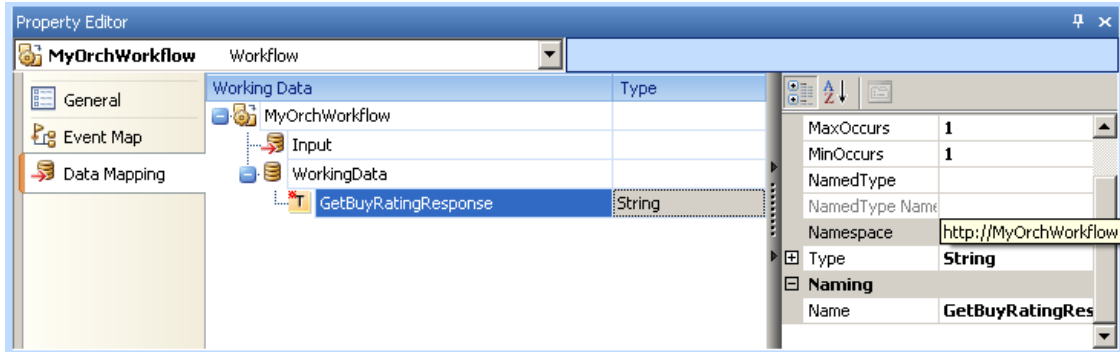 Property Editor
MyOrchWorkflow Workflow
General
Event Map
Data Mapping
Working Data Type
MyOrchWorkflow
Input
WorkingData
GetBuyRatingResponse String
MaxOccurs 1
MinOccurs 1
NamedType
NamedType Name
Namespace http://MyOrchWorkflow
Type String
Naming
Name GetBuyRatingRes